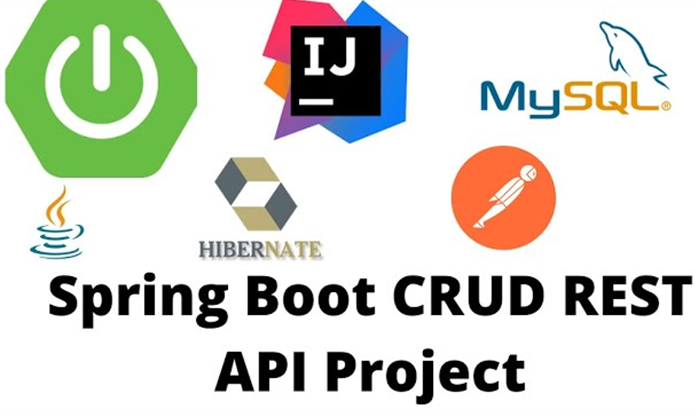 IJ
MySQL®
HIBERNATE
Spring Boot CRUD REST
API Project